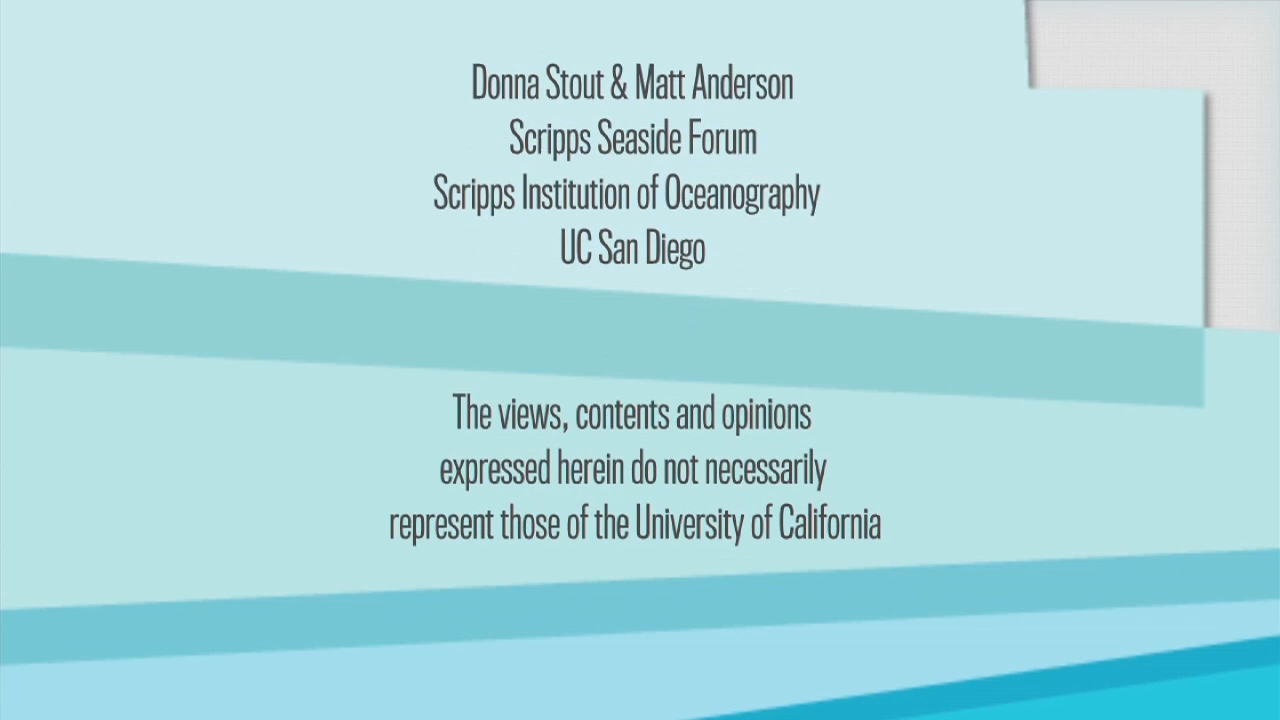 Donna Stout & Matt Anderson
Scripps Seaside Forum
Scripps Institution of Oceanography
UC San Diego
The views, contents and opinions
expressed herein do not necessarily
represent those of the University of California